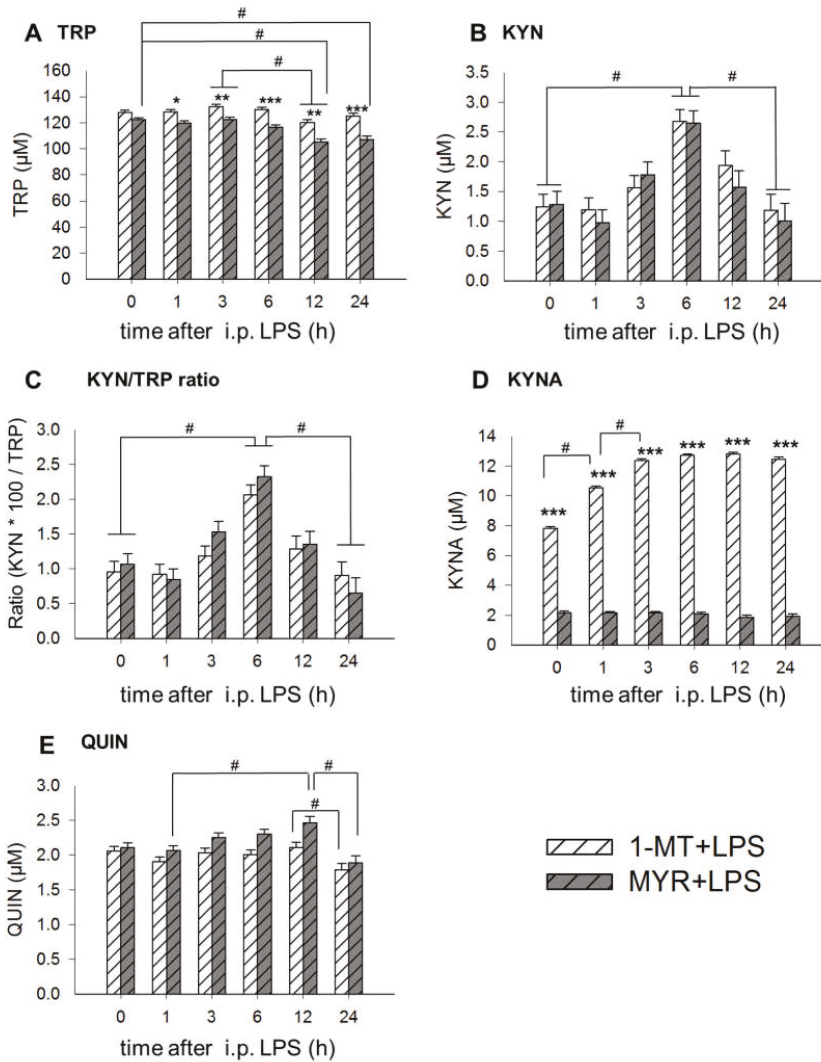 A TRP
#
#
#
160
140
120
100
80
60
40
20
0
TRP (µM)
* ** *** ** ***
0 1 3 6 12 24
time after i.p. LPS (h)
B KYN
# #
3.5
3.0
2.5
2.0
1.5
1.0
0.5
0.0
KYN (µM)
0 1 3 6 12 24
time after i.p. LPS (h)
C KYN/TRP ratio
# #
3.0
2.5
2.0
1.5
1.0
0.5
0.0
Ratio (KYN * 100 / TRP)
0 1 3 6 12 24
time after i.p. LPS (h)
D KYNA
# #
14
12
10
8
6
4
2
0
KYNA (µM)
*** *** *** *** *** ***
0 1 3 6 12 24
time after i.p. LPS (h)
E QUIN
# #
#
3.0
2.5
2.0
1.5
1.0
0.5
0.0
QUIN (µM)
0 1 3 6 12 24
time after i.p. LPS (h)
1-MT+LPS
MYR+LPS